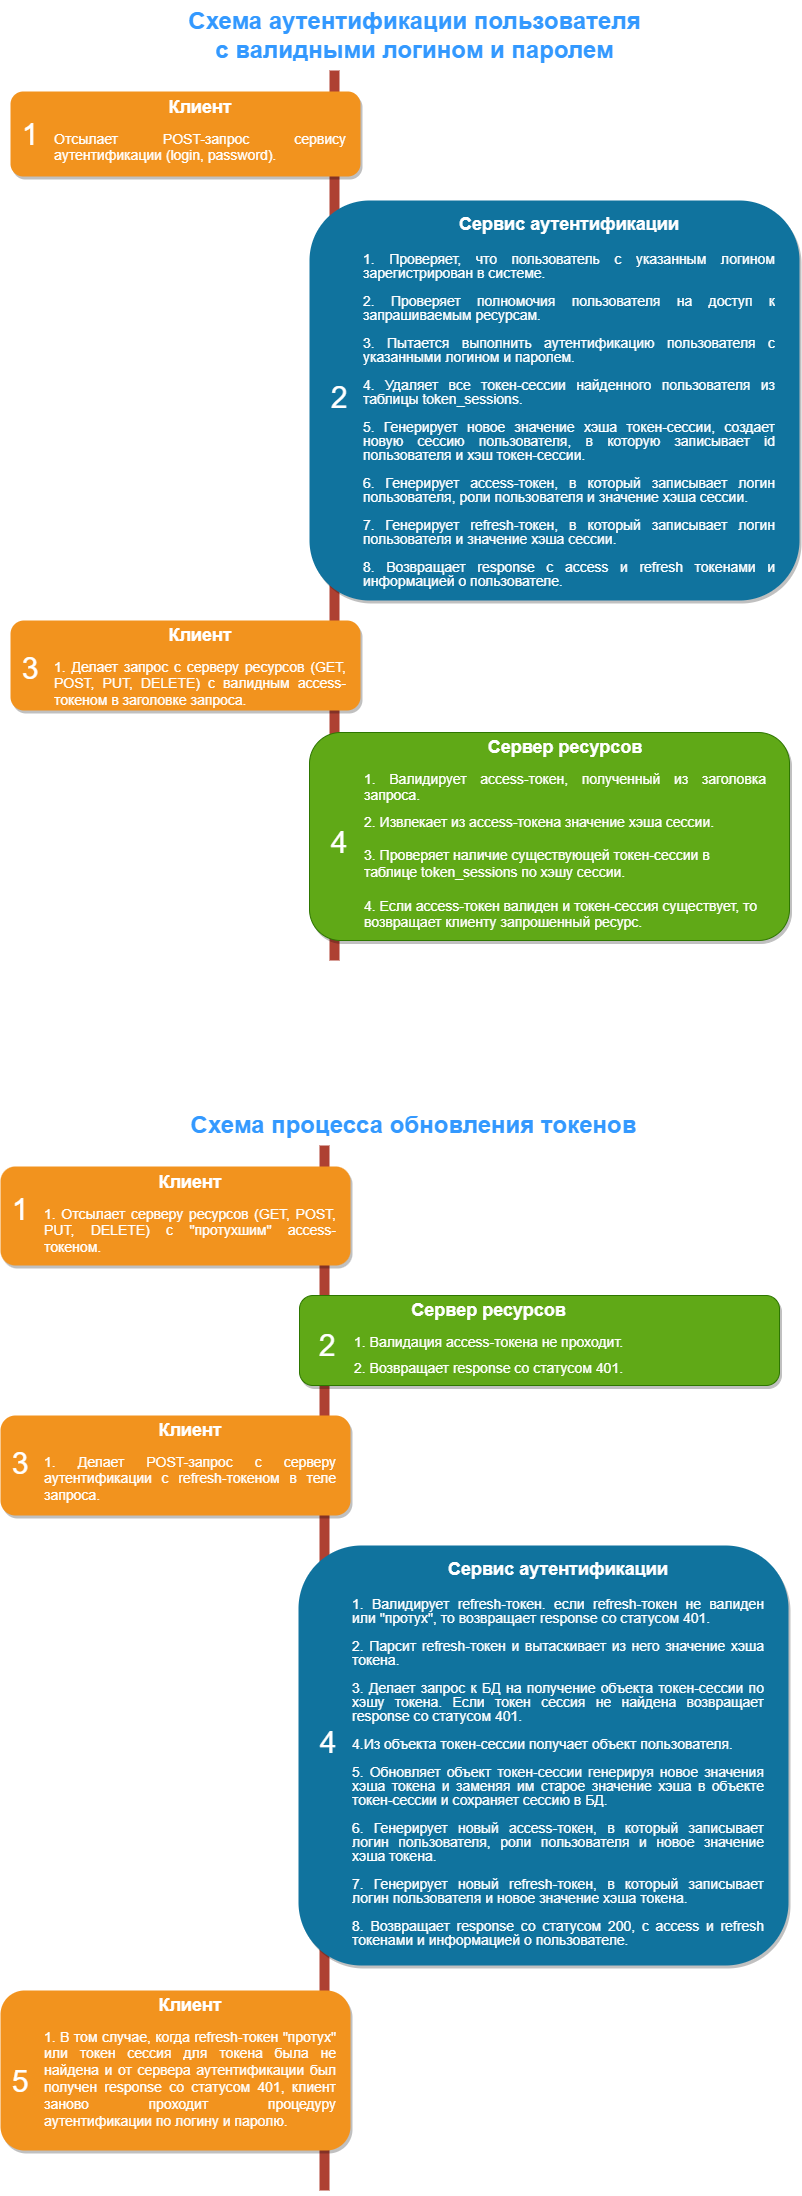 Схема аутентификации пользователя
с валидными логином и паролем
Клиент
1
Отсылает POST-запрос сервису
аутентификации (login, password).
Сервис аутентификации
1. Проверяет, что пользователь с указанным логином
зарегистрирован в системе.
2. Проверяет полномочия пользователя на доступ к
запрашиваемым ресурсам.
3. Пытается выполнить аутентификацию пользователя с
указанными логином и паролем.
2
4. Удаляет все токен-сессии найденного пользователя из
таблицы token_sessions.
5. Генерирует новое значение хэша токен-сессии, создает
новую сессию пользователя, в которую записывает id
пользователя и хэш токен-сессии.
6. Генерирует access-токен, в который записывает логин
пользователя, роли пользователя и значение хэша сессии.
7. Генерирует refresh-токен, в который записывает логин
пользователя и значение хэша сессии.
8. Возвращает response с access и refresh токенами и
информацией о пользователе.
Клиент
3
1. Делает запрос с серверу ресурсов (GET,
POST, PUT, DELETE) с валидным access-
токеном в заголовке запроса.
Сервер ресурсов
1. Валидирует access-токен, полученный из заголовка
запроса.
2. Извлекает из access-токена значение хэша сессии.
4
3. Проверяет наличие существующей токен-сессии в
таблице token_sessions по хэшу сессии.
4. Если access-токен валиден и токен-сессия существует, то
возвращает клиенту запрошенный ресурс.
Схема процесса обновления токенов
Клиент
1
1. Отсылает серверу ресурсов (GET, POST,
PUT, DELETE) с "протухшим" access-
токеном.
Сервер ресурсов
2
1. Валидация access-токена не проходит.
2. Возвращает response со статусом 401.
Клиент
3
1. Делает POST-запрос с серверу
аутентификации с refresh-токеном в теле
запроса.
Сервис аутентификации
1. Валидирует refresh-токен. если refresh-токен не валиден
или "протух", то возвращает response со статусом 401.
2. Парсит refresh-токен и вытаскивает из него значение хэша
токена.
3. Делает запрос к БД на получение объекта токен-сессии по
хэшу токена. Если токен сессия не найдена возвращает
response со статусом 401.
4
4.Из объекта токен-сессии получает объект пользователя.
5. Обновляет объект токен-сессии генерируя новое значения
хэша токена и заменяя им старое значение хэша в объекте
токен-сессии и сохраняет сессию в БД.
6. Генерирует новый access-токен, в который записывает
логин пользователя, роли пользователя и новое значение
хэша токена.
7. Генерирует новый refresh-токен, в который записывает
логин пользователя и новое значение хэша токена.
8. Возвращает response со статусом 200, с access и refresh
токенами и информацией о пользователе.
Клиент
5
1. В том случае, когда refresh-токен "протух"
или токен сессия для токена была не
найдена и от сервера аутентификации был
получен response со статусом 401, клиент
заново проходит процедуру
аутентификации по логину и паролю.